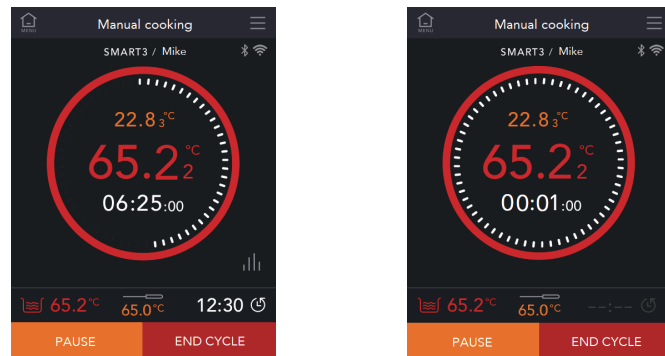 Manual cooking
MENU
SMART3 / Mike
22.83°C
65.22°C
06:25:00
65.2°C
65.0°C
12:30
PAUSE
END CYCLE
Manual cooking
MENU
SMART3 / Mike
22.83°C
65.22°C
00:01:00
65.2°C
65.0°C
--:--
PAUSE
END CYCLE